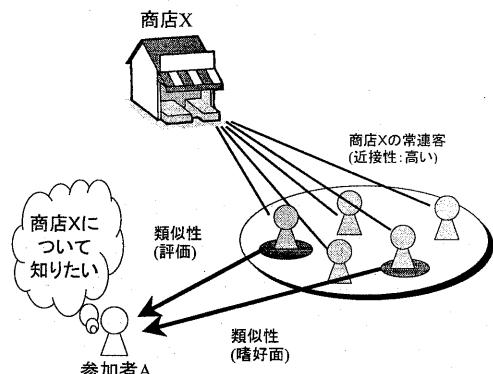 商店X
商店Xの常連客
(近接性:高い)
商店Xに
ついて
知りたい
類似性
(評価)
類似性
(嗜好面)
参加者A